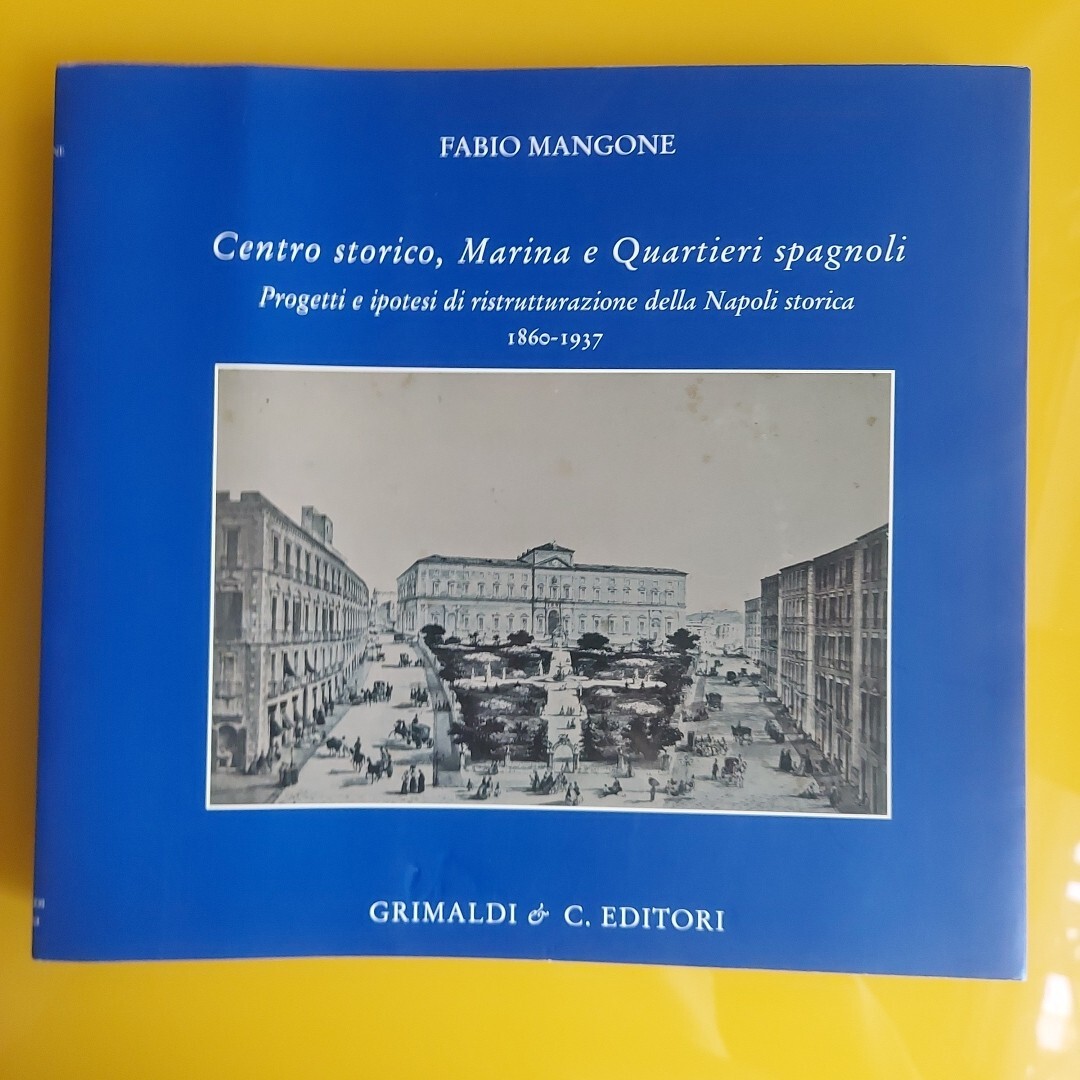 FABIO MANGONE
Centro storico, Marina e Quartieri spagnoli
Progetti e ipotesi di ristrutturazione della Napoli storica
1860-1937
GRIMALDI & C. EDITORI